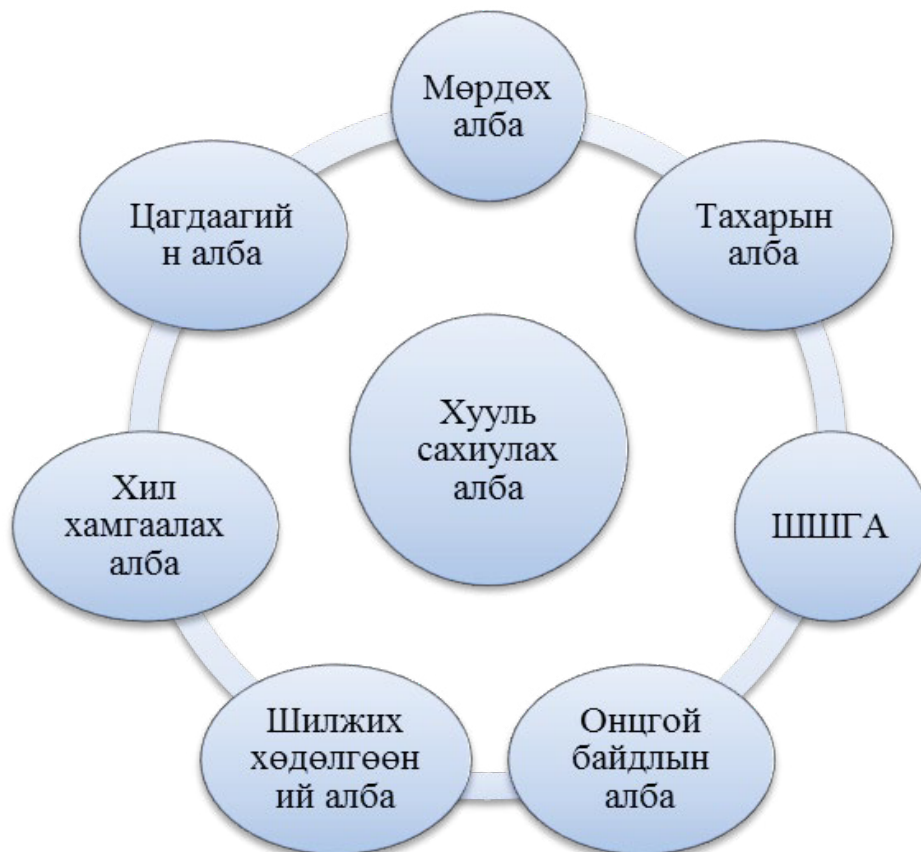 Мөрдөх
алба
Тахарын
алба
ШШГА
Онцгой
байдлын
алба
Шилжих
хөдөлгөөн
ий алба
Хил
хамгаалах
алба
Цагдаагий
н алба
Хууль
сахиулах
алба